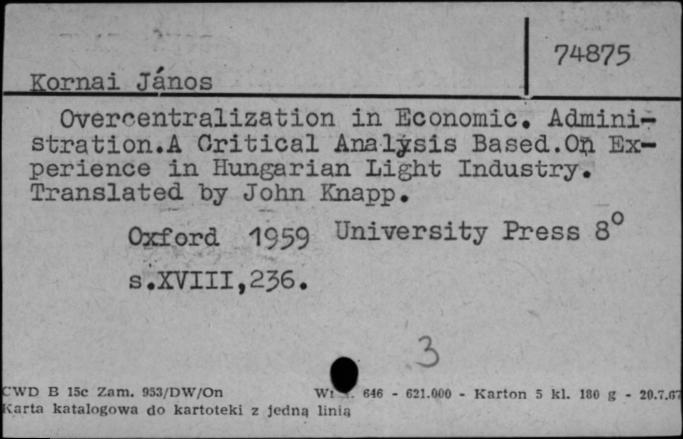 74875
Kornai János
Overcentralization in Economic. Admini-
stration.A Critical Analysis Based.On Ex-
perience in Hungarian Light Industry.
Translated by John Knapp.
Oxford 1959 University Press 8°
s.XVIII,236.
3
CWD B 15c Zam. 953/DW/On 646 - 621.000 - Karton 5 kl. 180 g - 20.7.67
Karta katalogowa do kartoteki z jedną linią